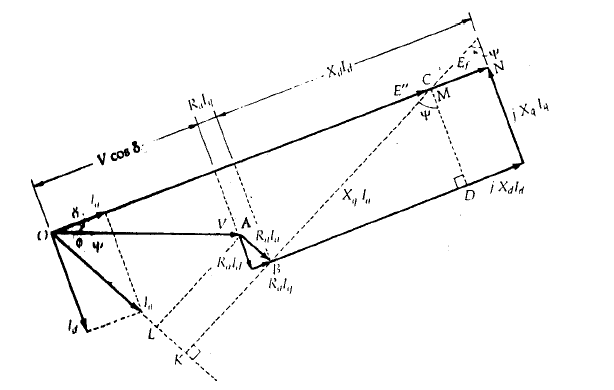 X_d I_d
R_a I_q
V cos δ
Ψ
E_f
N
E″
C
M
Ψ
j X_q I_q
X_q I_a
D
j X_d I_d
I_q
O
V
A
ϕ
Ψ
R_a I_a
R_a I_d
B
R_a I_q
I_d
I_a
L
K